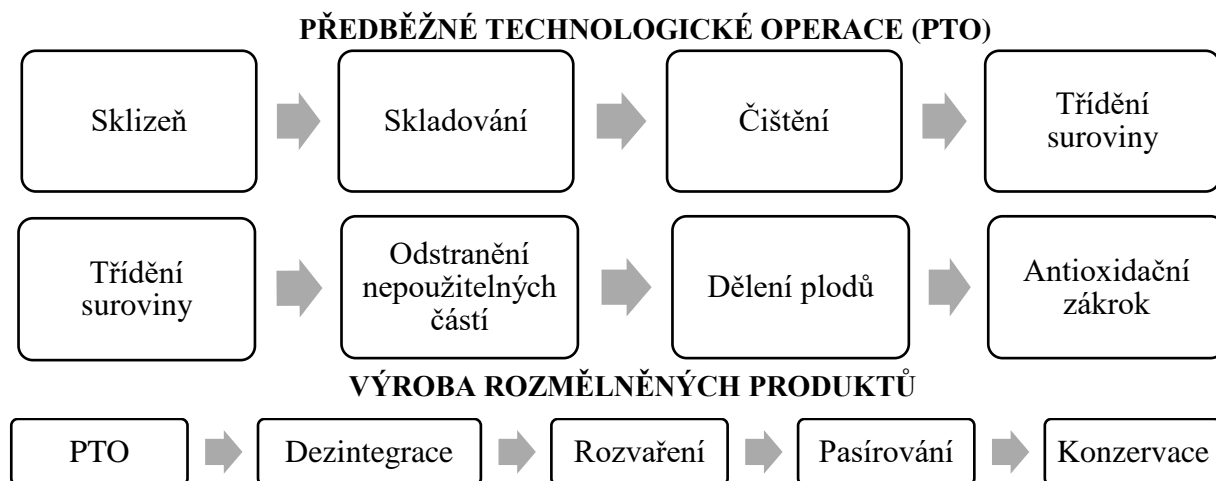 PŘEDBĚŽNÉ TECHNOLOGICKÉ OPERACE (PTO)
Sklizeň
Skladování
Čištění
Třídění
suroviny
Třídění
suroviny
Odstranění
nepoužitelných
částí
Dělení plodů
Antioxidační
zákrok
VÝROBA ROZMĚLNĚNÝCH PRODUKTŮ
PTO
Dezintegrace
Rozvaření
Pasírování
Konzervace